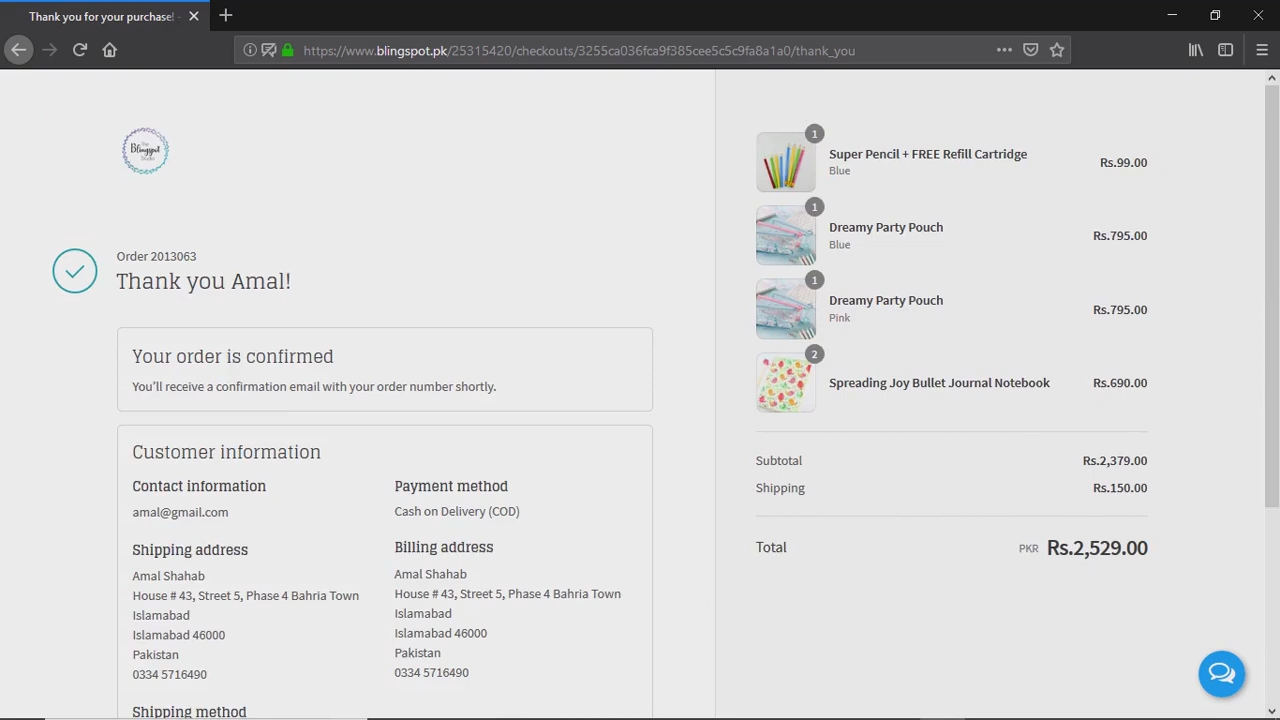 Thank you for your purchase! -
https://www.blingspot.pk/25315420/checkouts/3255ca036fca9f385cee5c5c9fa8a1a0/thank_you
The
Blingspot
Studio
Order 2013063
Thank you Amal!
Your order is confirmed
You'll receive a confirmation email with your order number shortly.
Customer information
Contact information
amal@gmail.com
Payment method
Cash on Delivery (COD)
Shipping address
Amal Shahab
House # 43, Street 5, Phase 4 Bahria Town
Islamabad
Islamabad 46000
Pakistan
0334 5716490
Billing address
Amal Shahab
House # 43, Street 5, Phase 4 Bahria Town
Islamabad
Islamabad 46000
Pakistan
0334 5716490
Shipping method
1
Super Pencil + FREE Refill Cartridge
Blue
Rs.99.00
1
Dreamy Party Pouch
Blue
Rs.795.00
1
Dreamy Party Pouch
Pink
Rs.795.00
2
Spreading Joy Bullet Journal Notebook
Rs.690.00
Subtotal Rs.2,379.00
Shipping Rs.150.00
Total PKR Rs.2,529.00